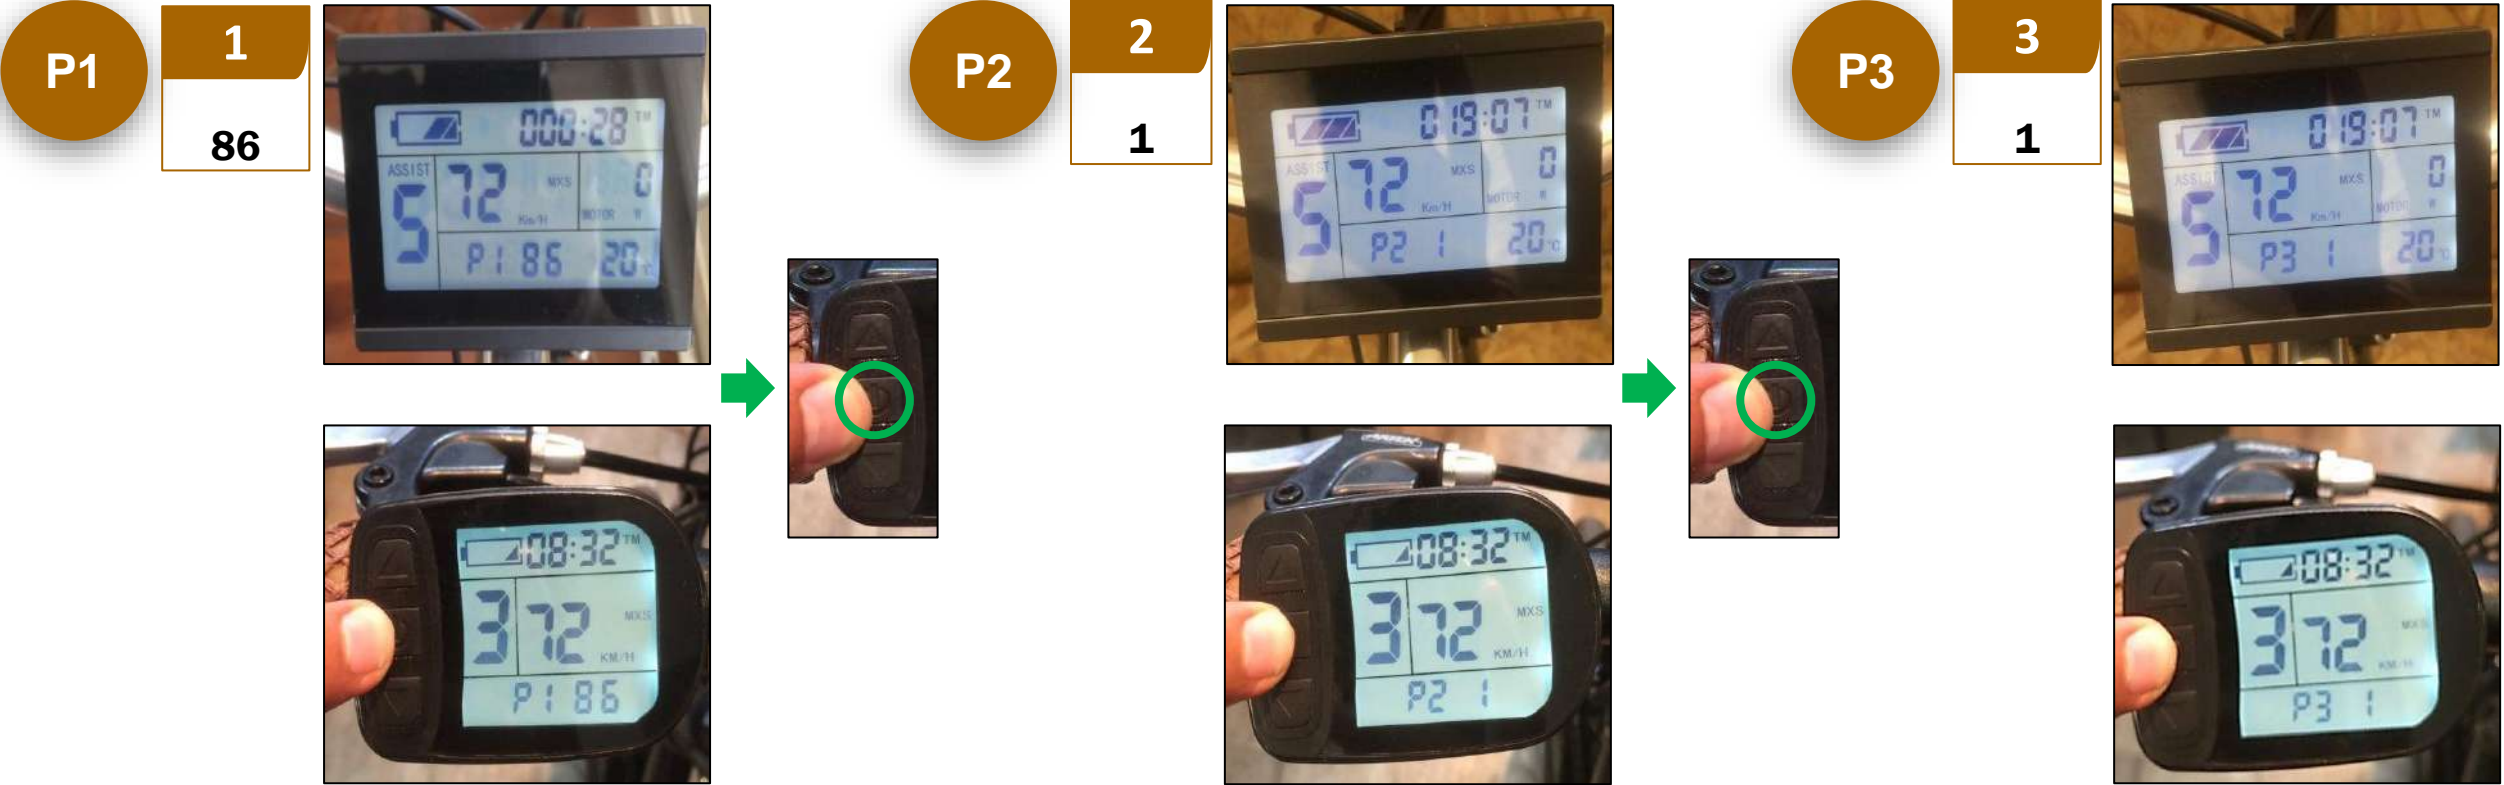 P1
1
86
000:28 TM
ASSIST
5
72
MXS
Km/H
0
MOTOR W
P1 86
20 °C
08:32 TM
3
72
MXS
KM/H
P1 86
P2
2
1
019:07 TM
ASSIST
5
72
MXS
Km/H
0
MOTOR W
P2 1
20 °C
08:32 TM
3
72
MXS
KM/H
P2 1
P3
3
1
019:07 TM
ASSIST
5
72
MXS
Km/H
0
MOTOR W
P3 1
20 °C
08:32 TM
3
72
MXS
KM/H
P3 1